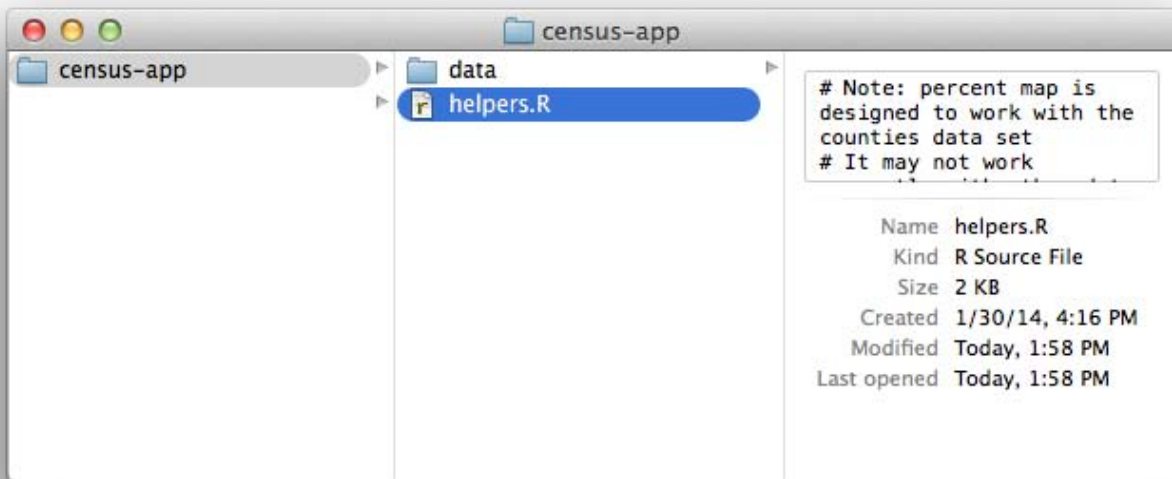 census-app
census-app
data
helpers.R
# Note: percent map is
designed to work with the
counties data set
# It may not work
Name helpers.R
Kind R Source File
Size 2 KB
Created 1/30/14, 4:16 PM
Modified Today, 1:58 PM
Last opened Today, 1:58 PM